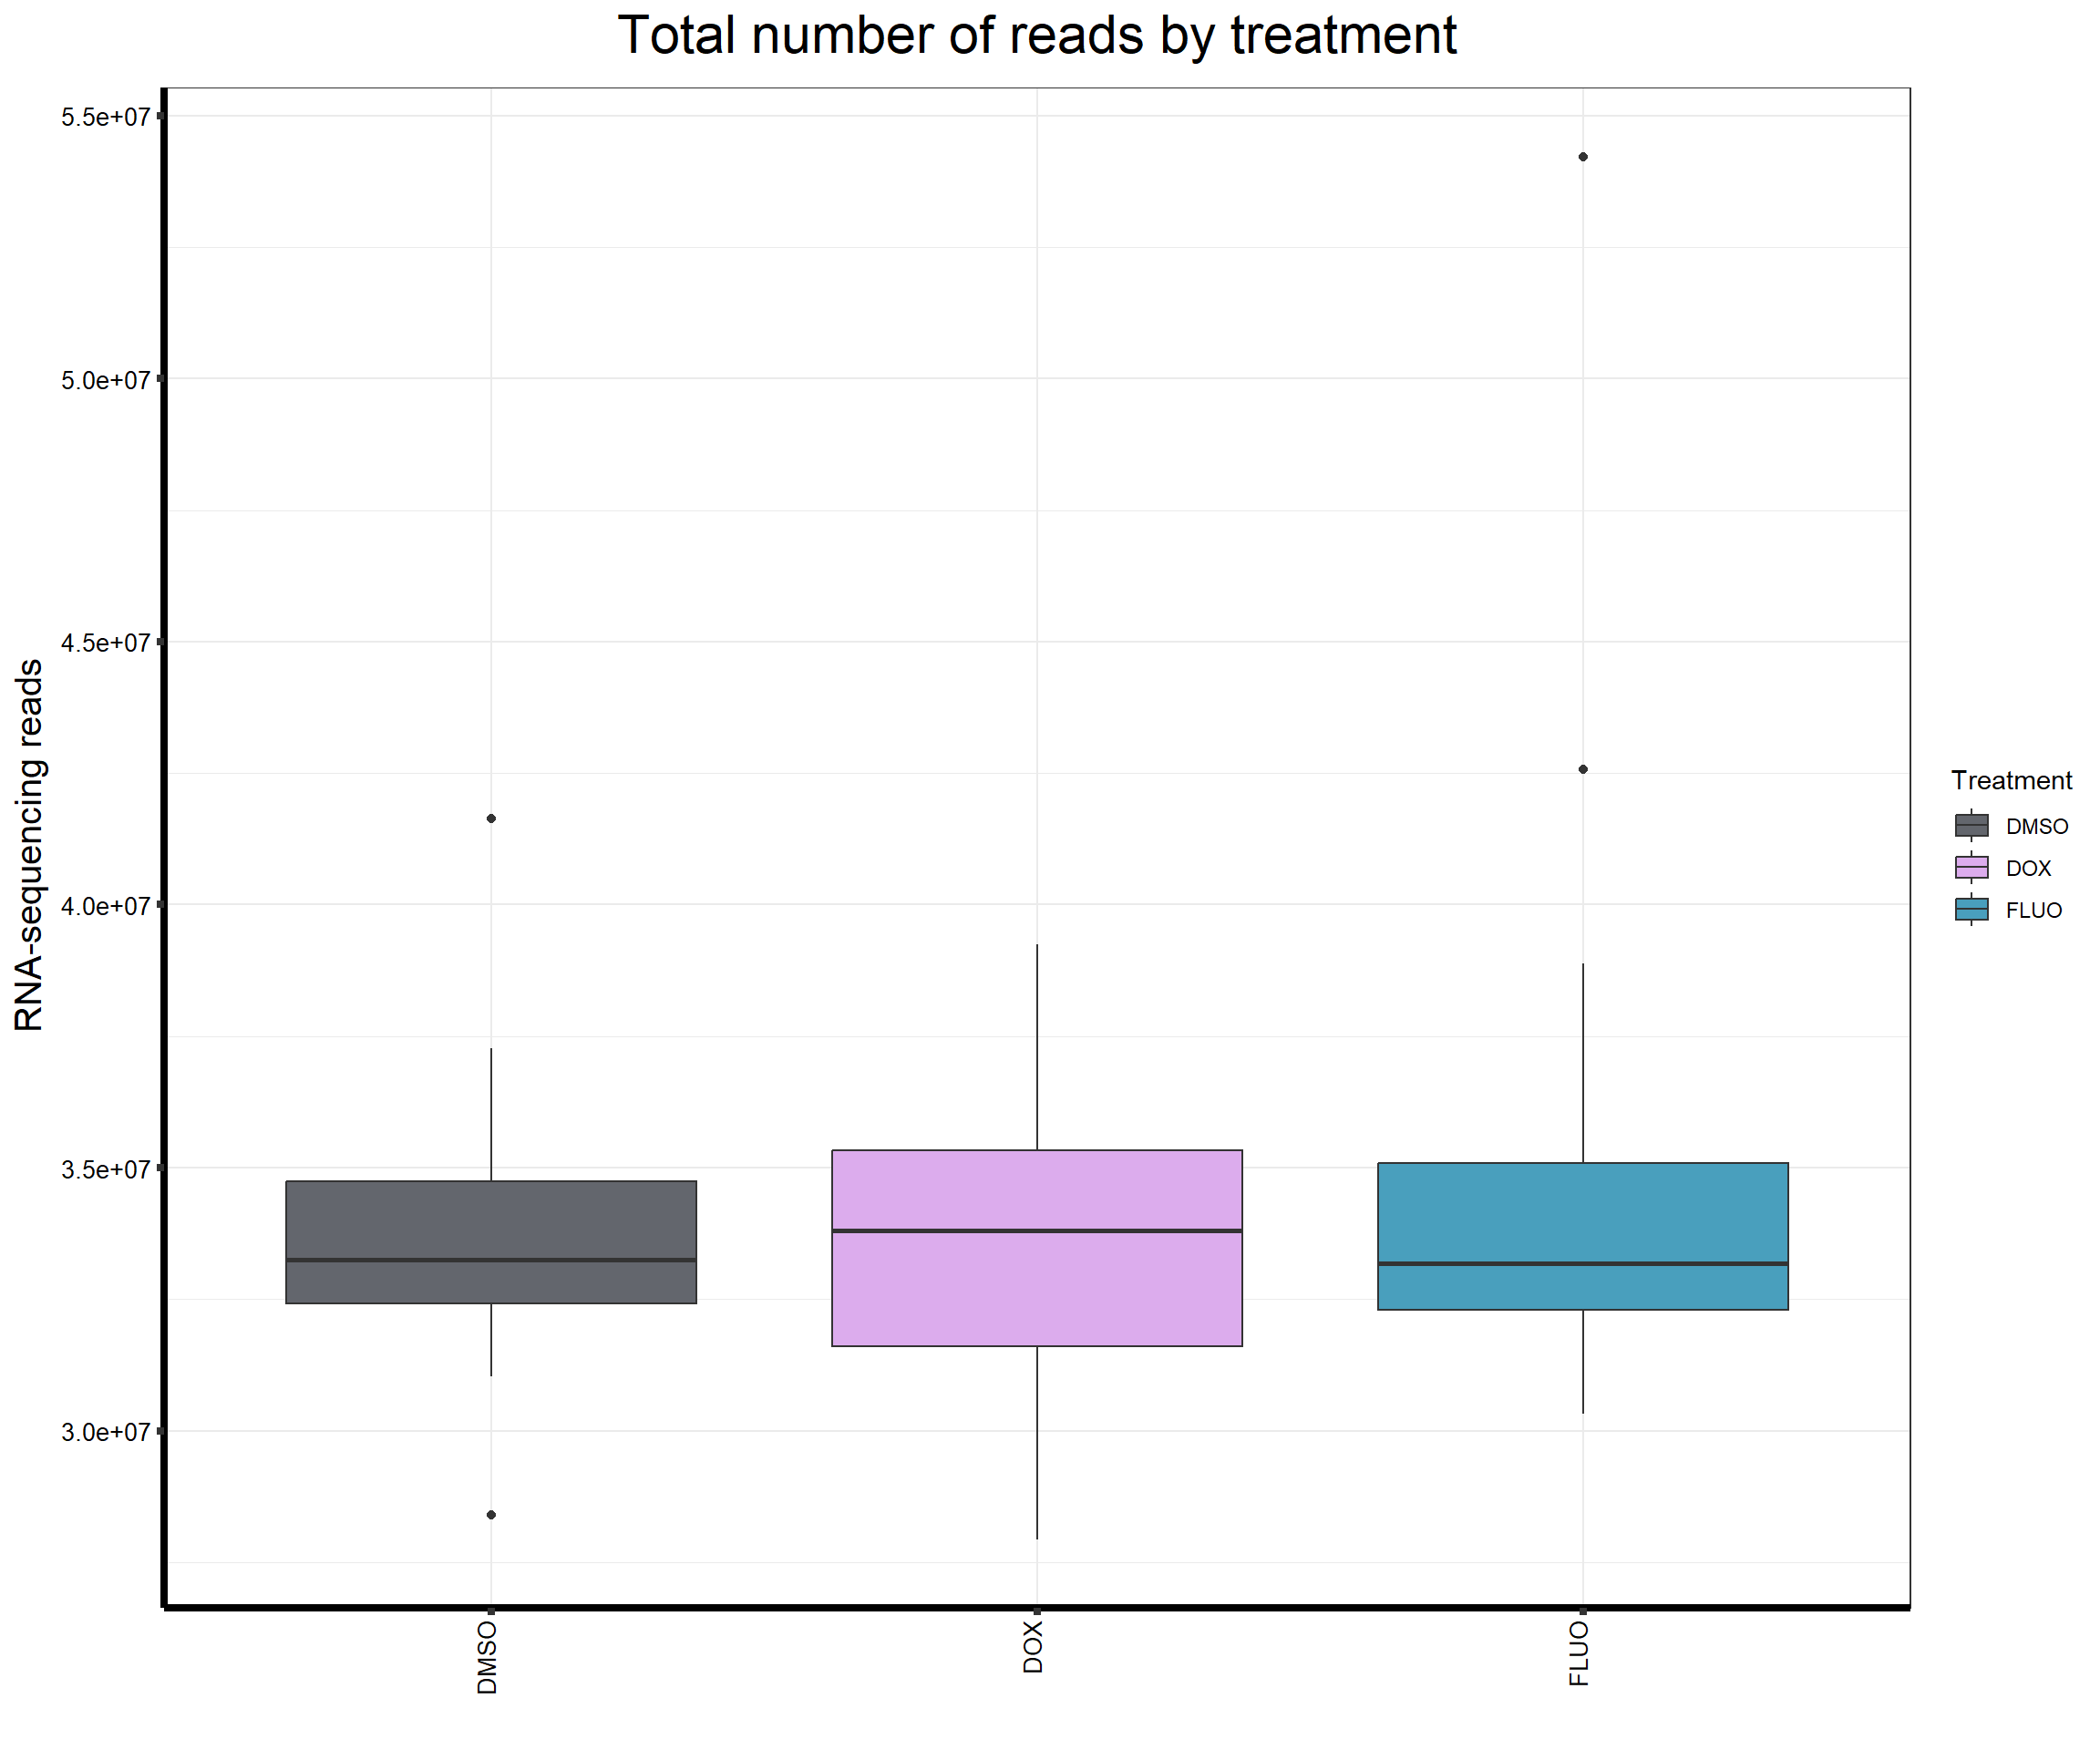 Total number of reads by treatment
5.5e+07
5.0e+07
4.5e+07
4.0e+07
3.5e+07
3.0e+07
RNA-sequencing reads
DMSO
DOX
FLUO
Treatment
DMSO
DOX
FLUO